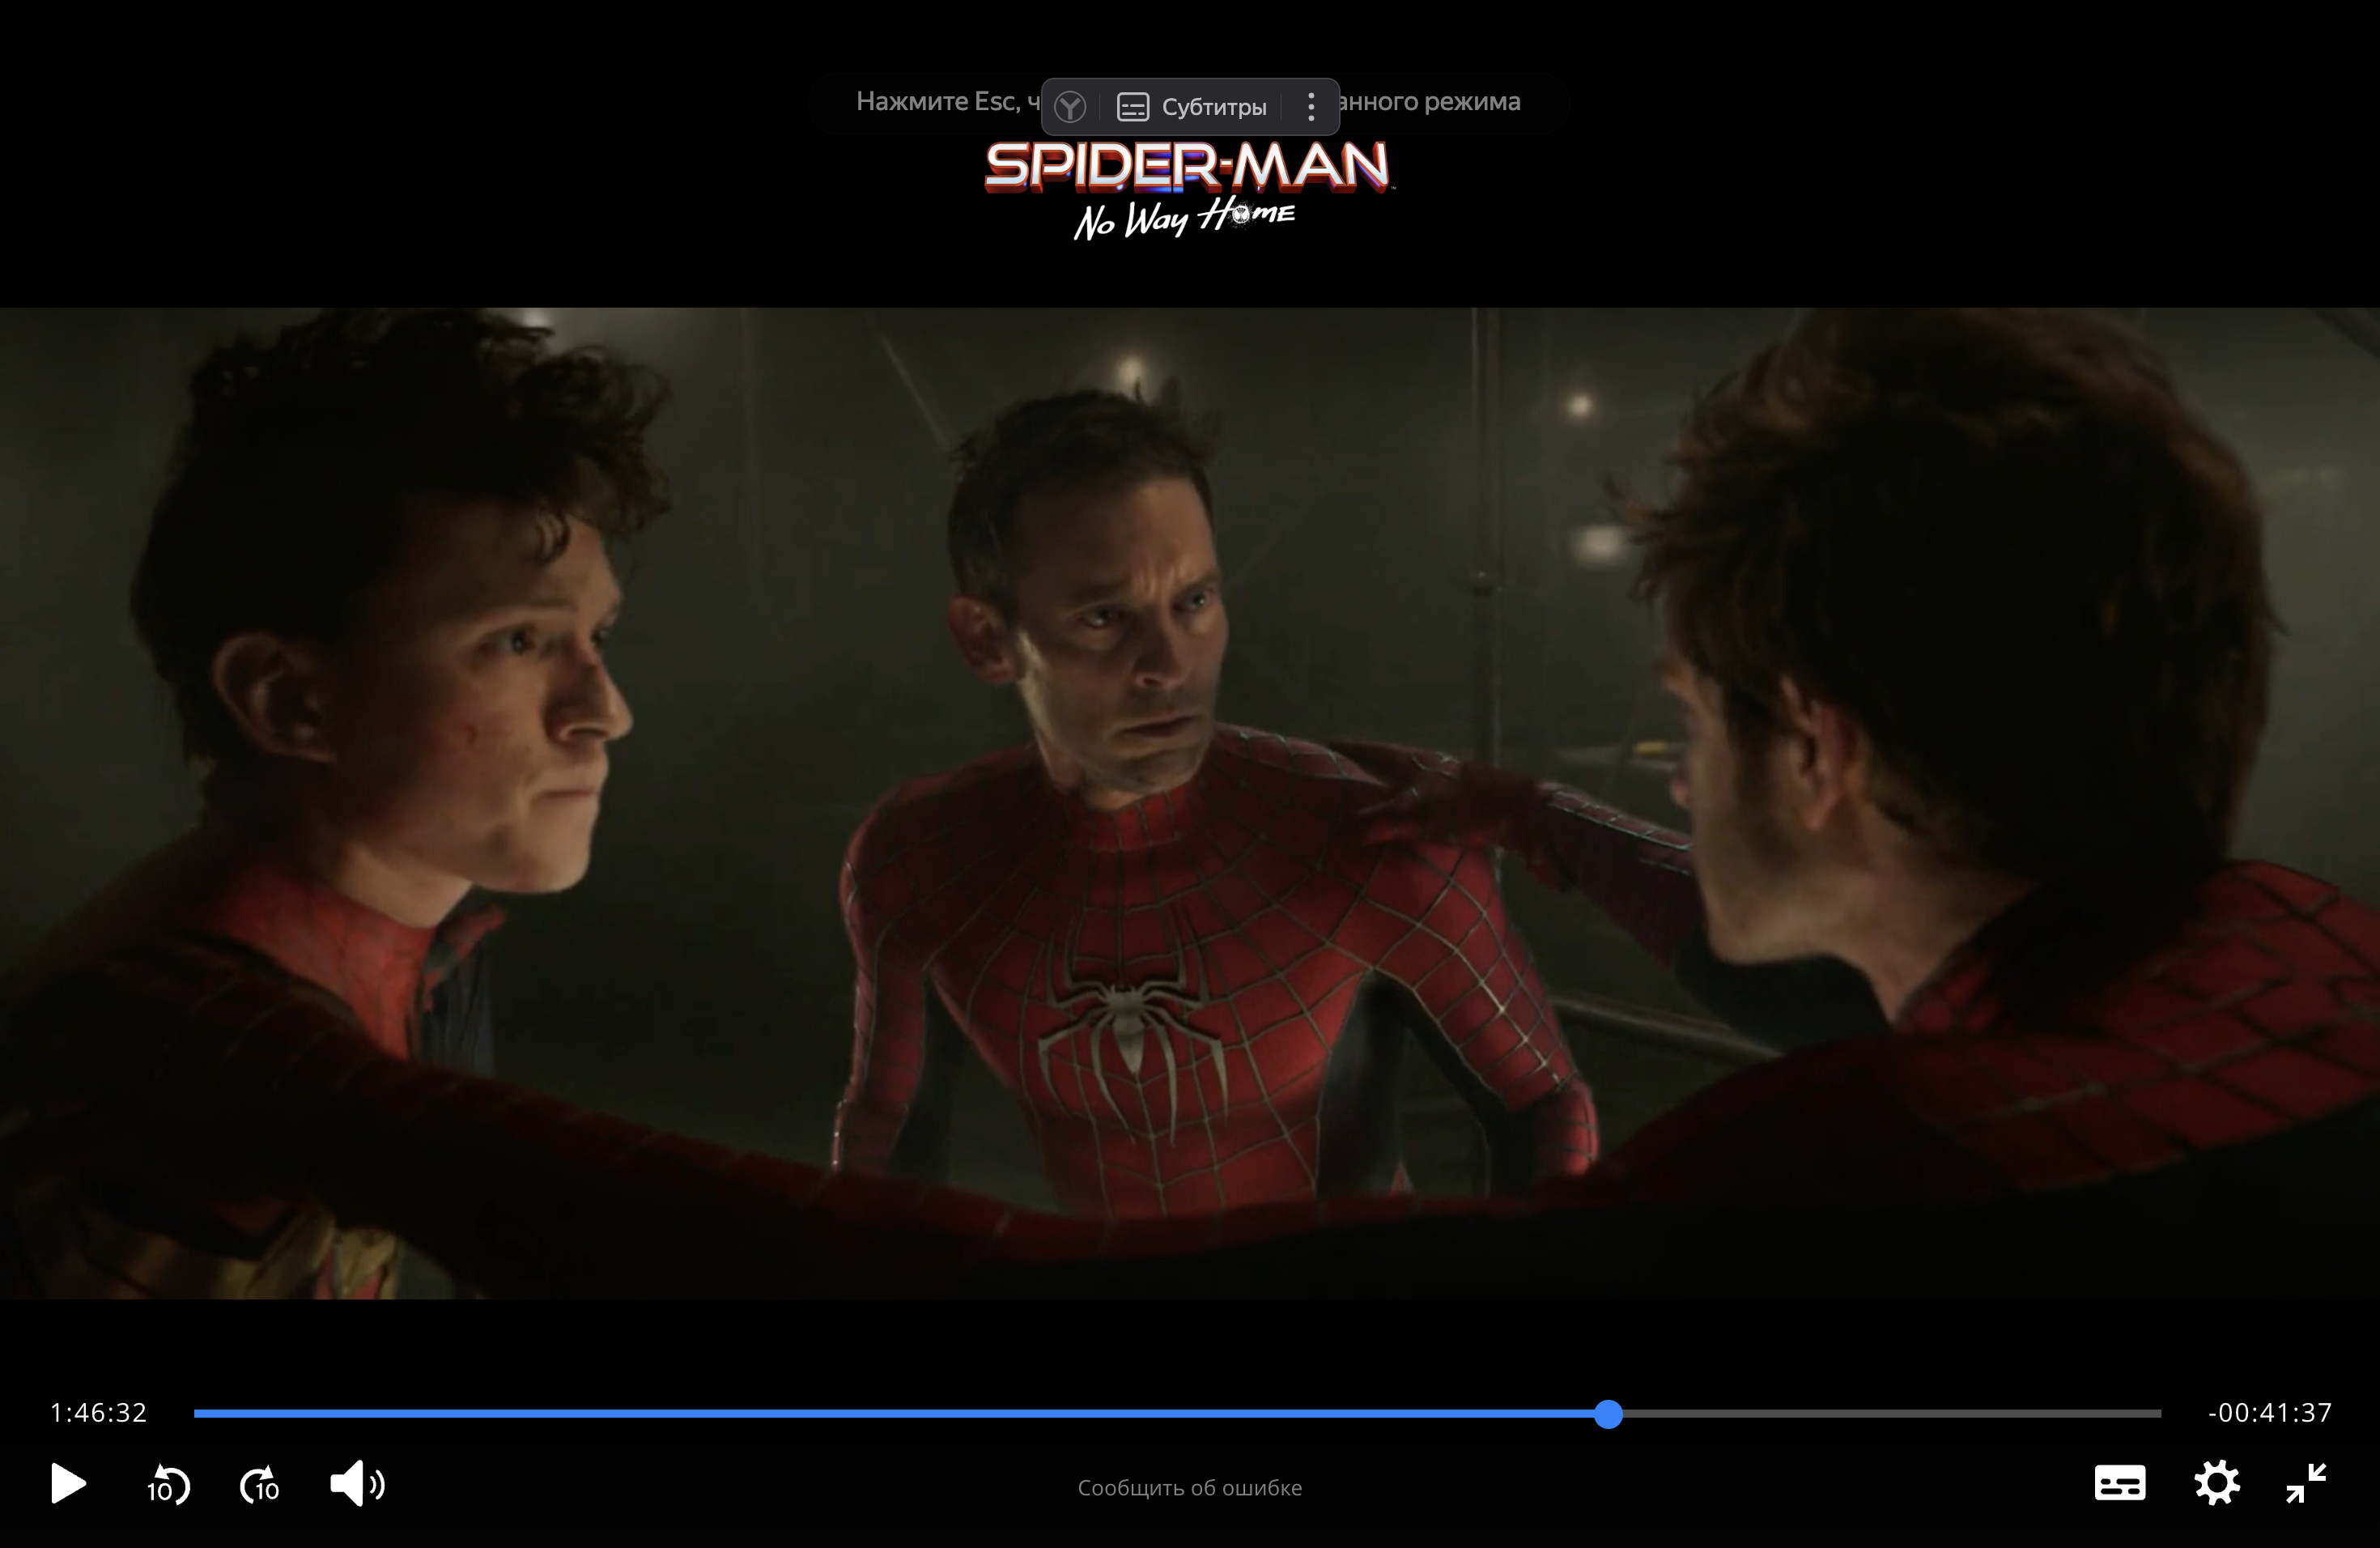 Нажмите Esc, ч
Субтитры
анного режима
SPIDER-MAN
No Way Home
1:46:32
-00:41:37
10
10
Сообщить об ошибке